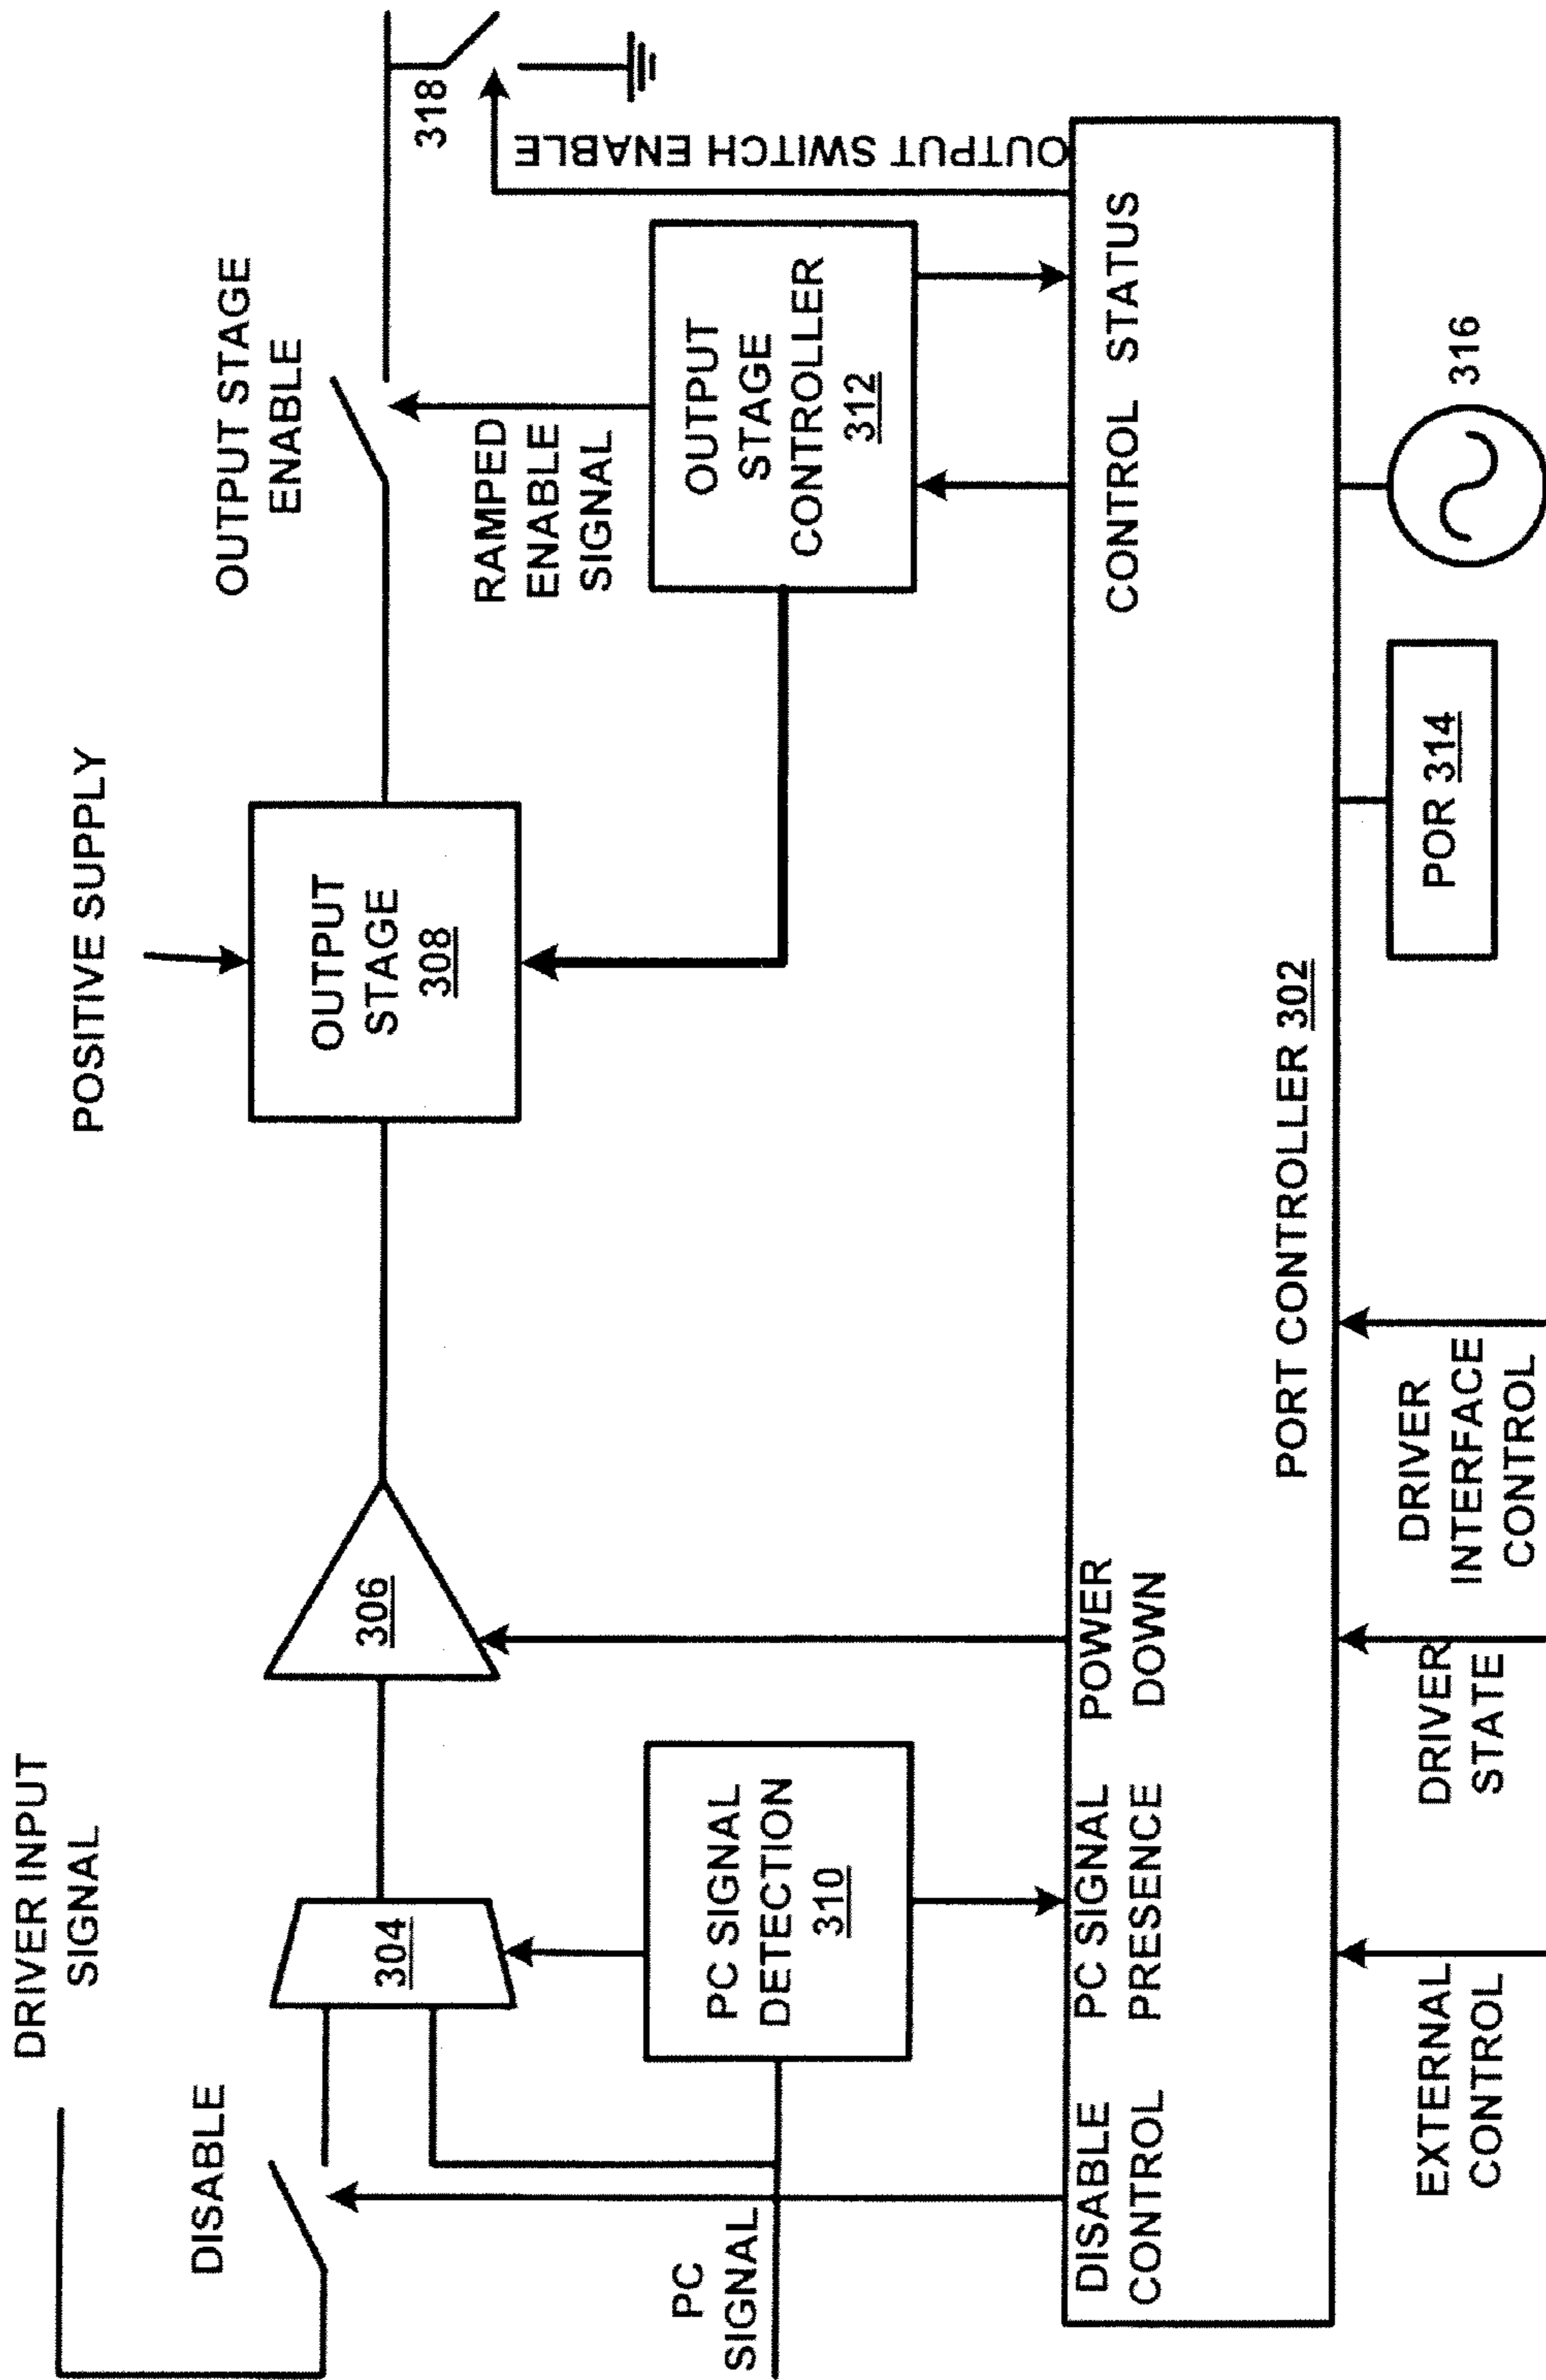 DRIVER INPUT
SIGNAL
POSITIVE SUPPLY
DISABLE
OUTPUT STAGE
ENABLE
304
306
OUTPUT
STAGE
308
318
RAMPED
ENABLE
SIGNAL
OUTPUT SWITCH ENABLE
PC
SIGNAL
PC SIGNAL
DETECTION
310
OUTPUT
STAGE
CONTROLLER
312
DISABLE
CONTROL
PC SIGNAL
PRESENCE
POWER
DOWN
CONTROL STATUS
PORT CONTROLLER 302
EXTERNAL
CONTROL
DRIVER
STATE
DRIVER
INTERFACE
CONTROL
POR 314
316